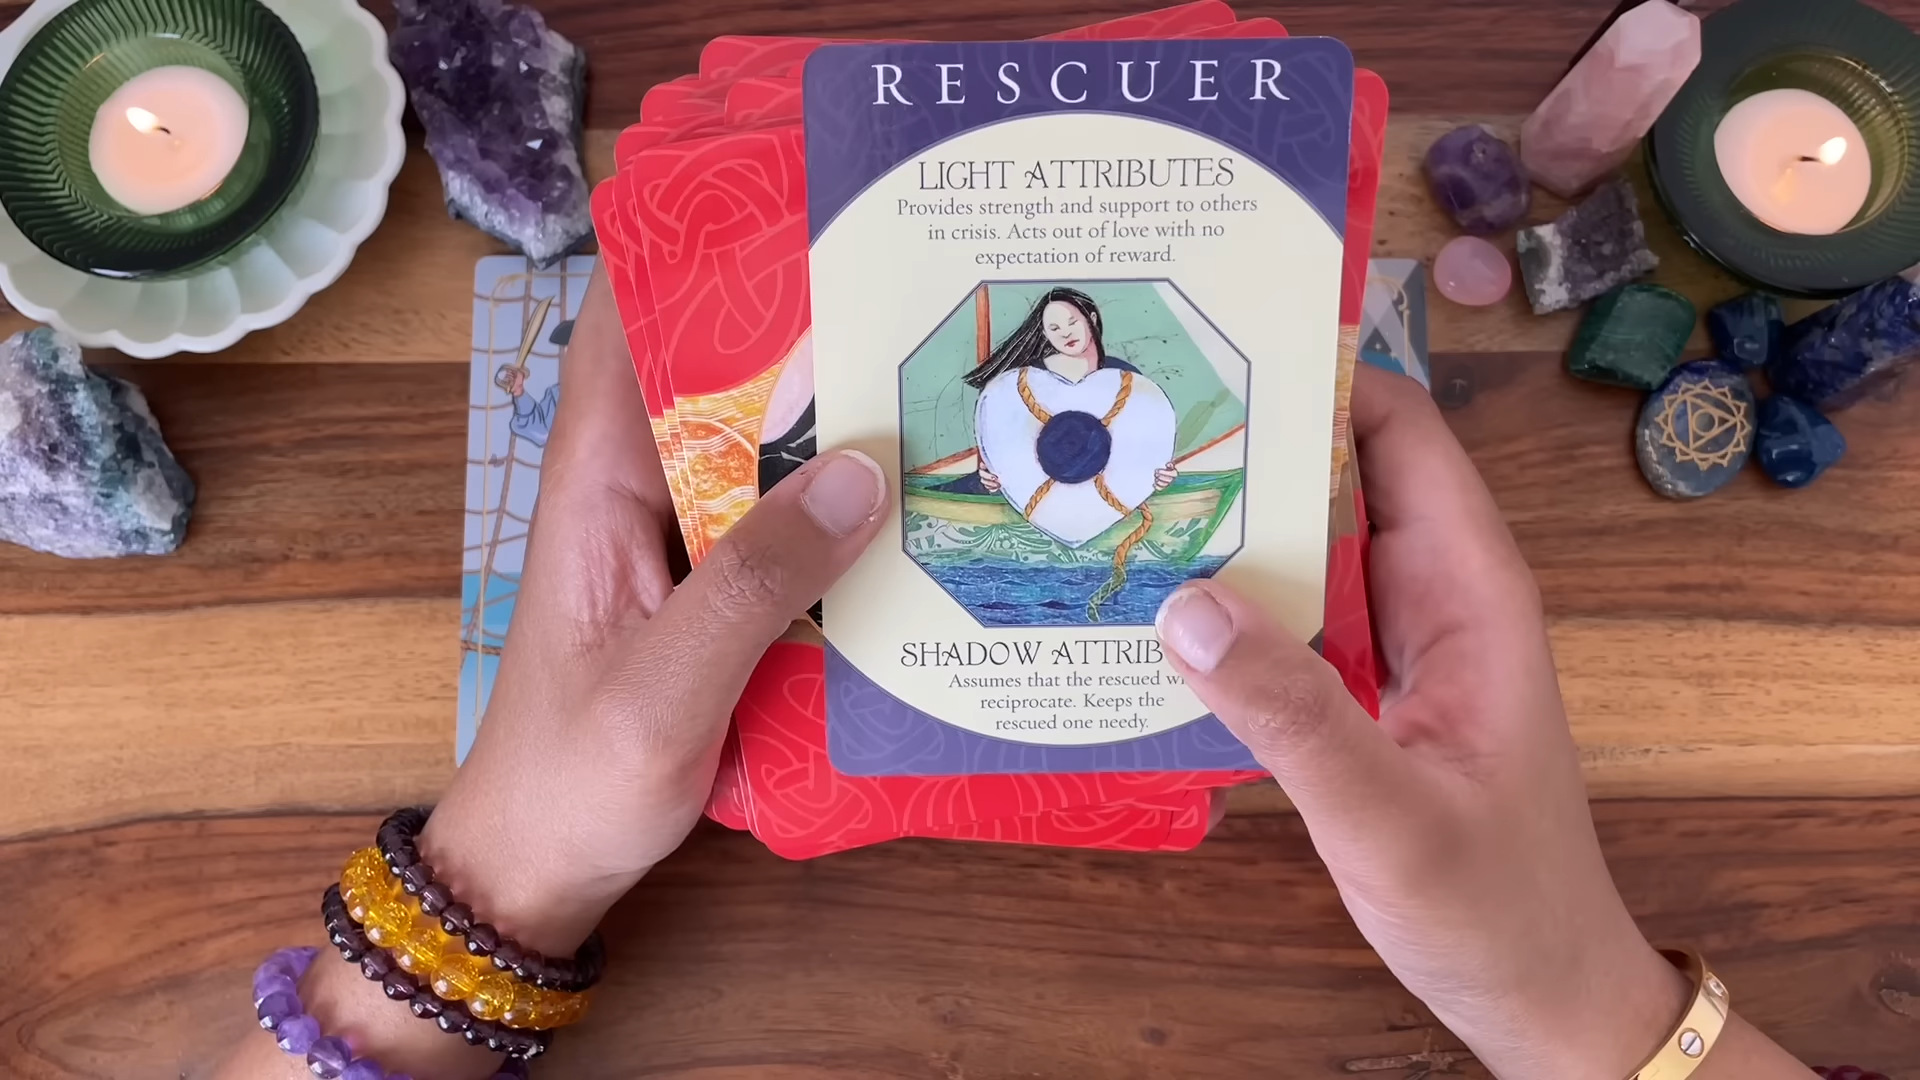 RESCUER
LIGHT ATTRIBUTES
Provides strength and support to others
in crisis. Acts out of love with no
expectation of reward.
SHADOW ATTRIB
Assumes that the rescued
reciprocate. Keeps the
rescued one needy.